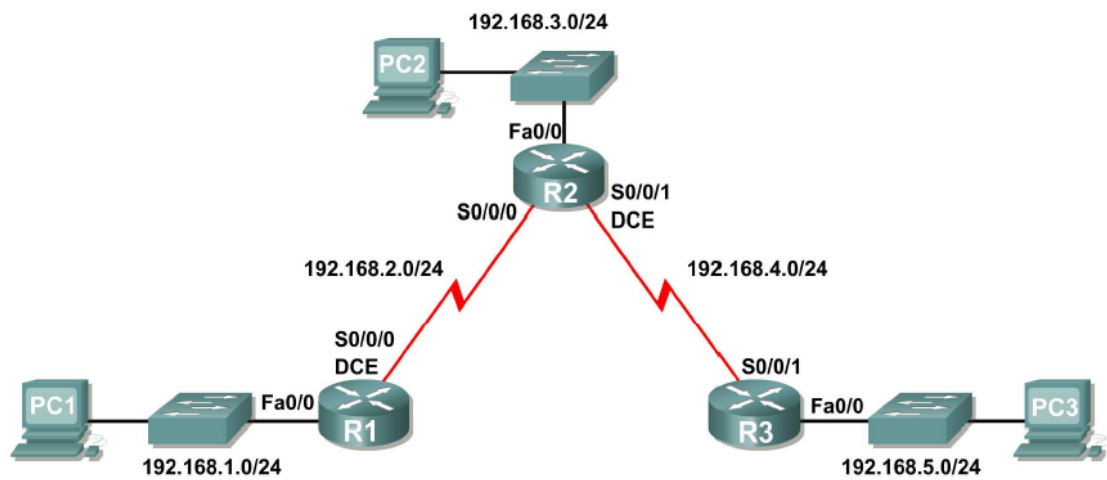 192.168.3.0/24
PC2
Fa0/0
R2
S0/0/0
S0/0/1
DCE
192.168.2.0/24
192.168.4.0/24
S0/0/0
DCE
S0/0/1
PC1
Fa0/0
R1
R3
Fa0/0
PC3
192.168.1.0/24
192.168.5.0/24